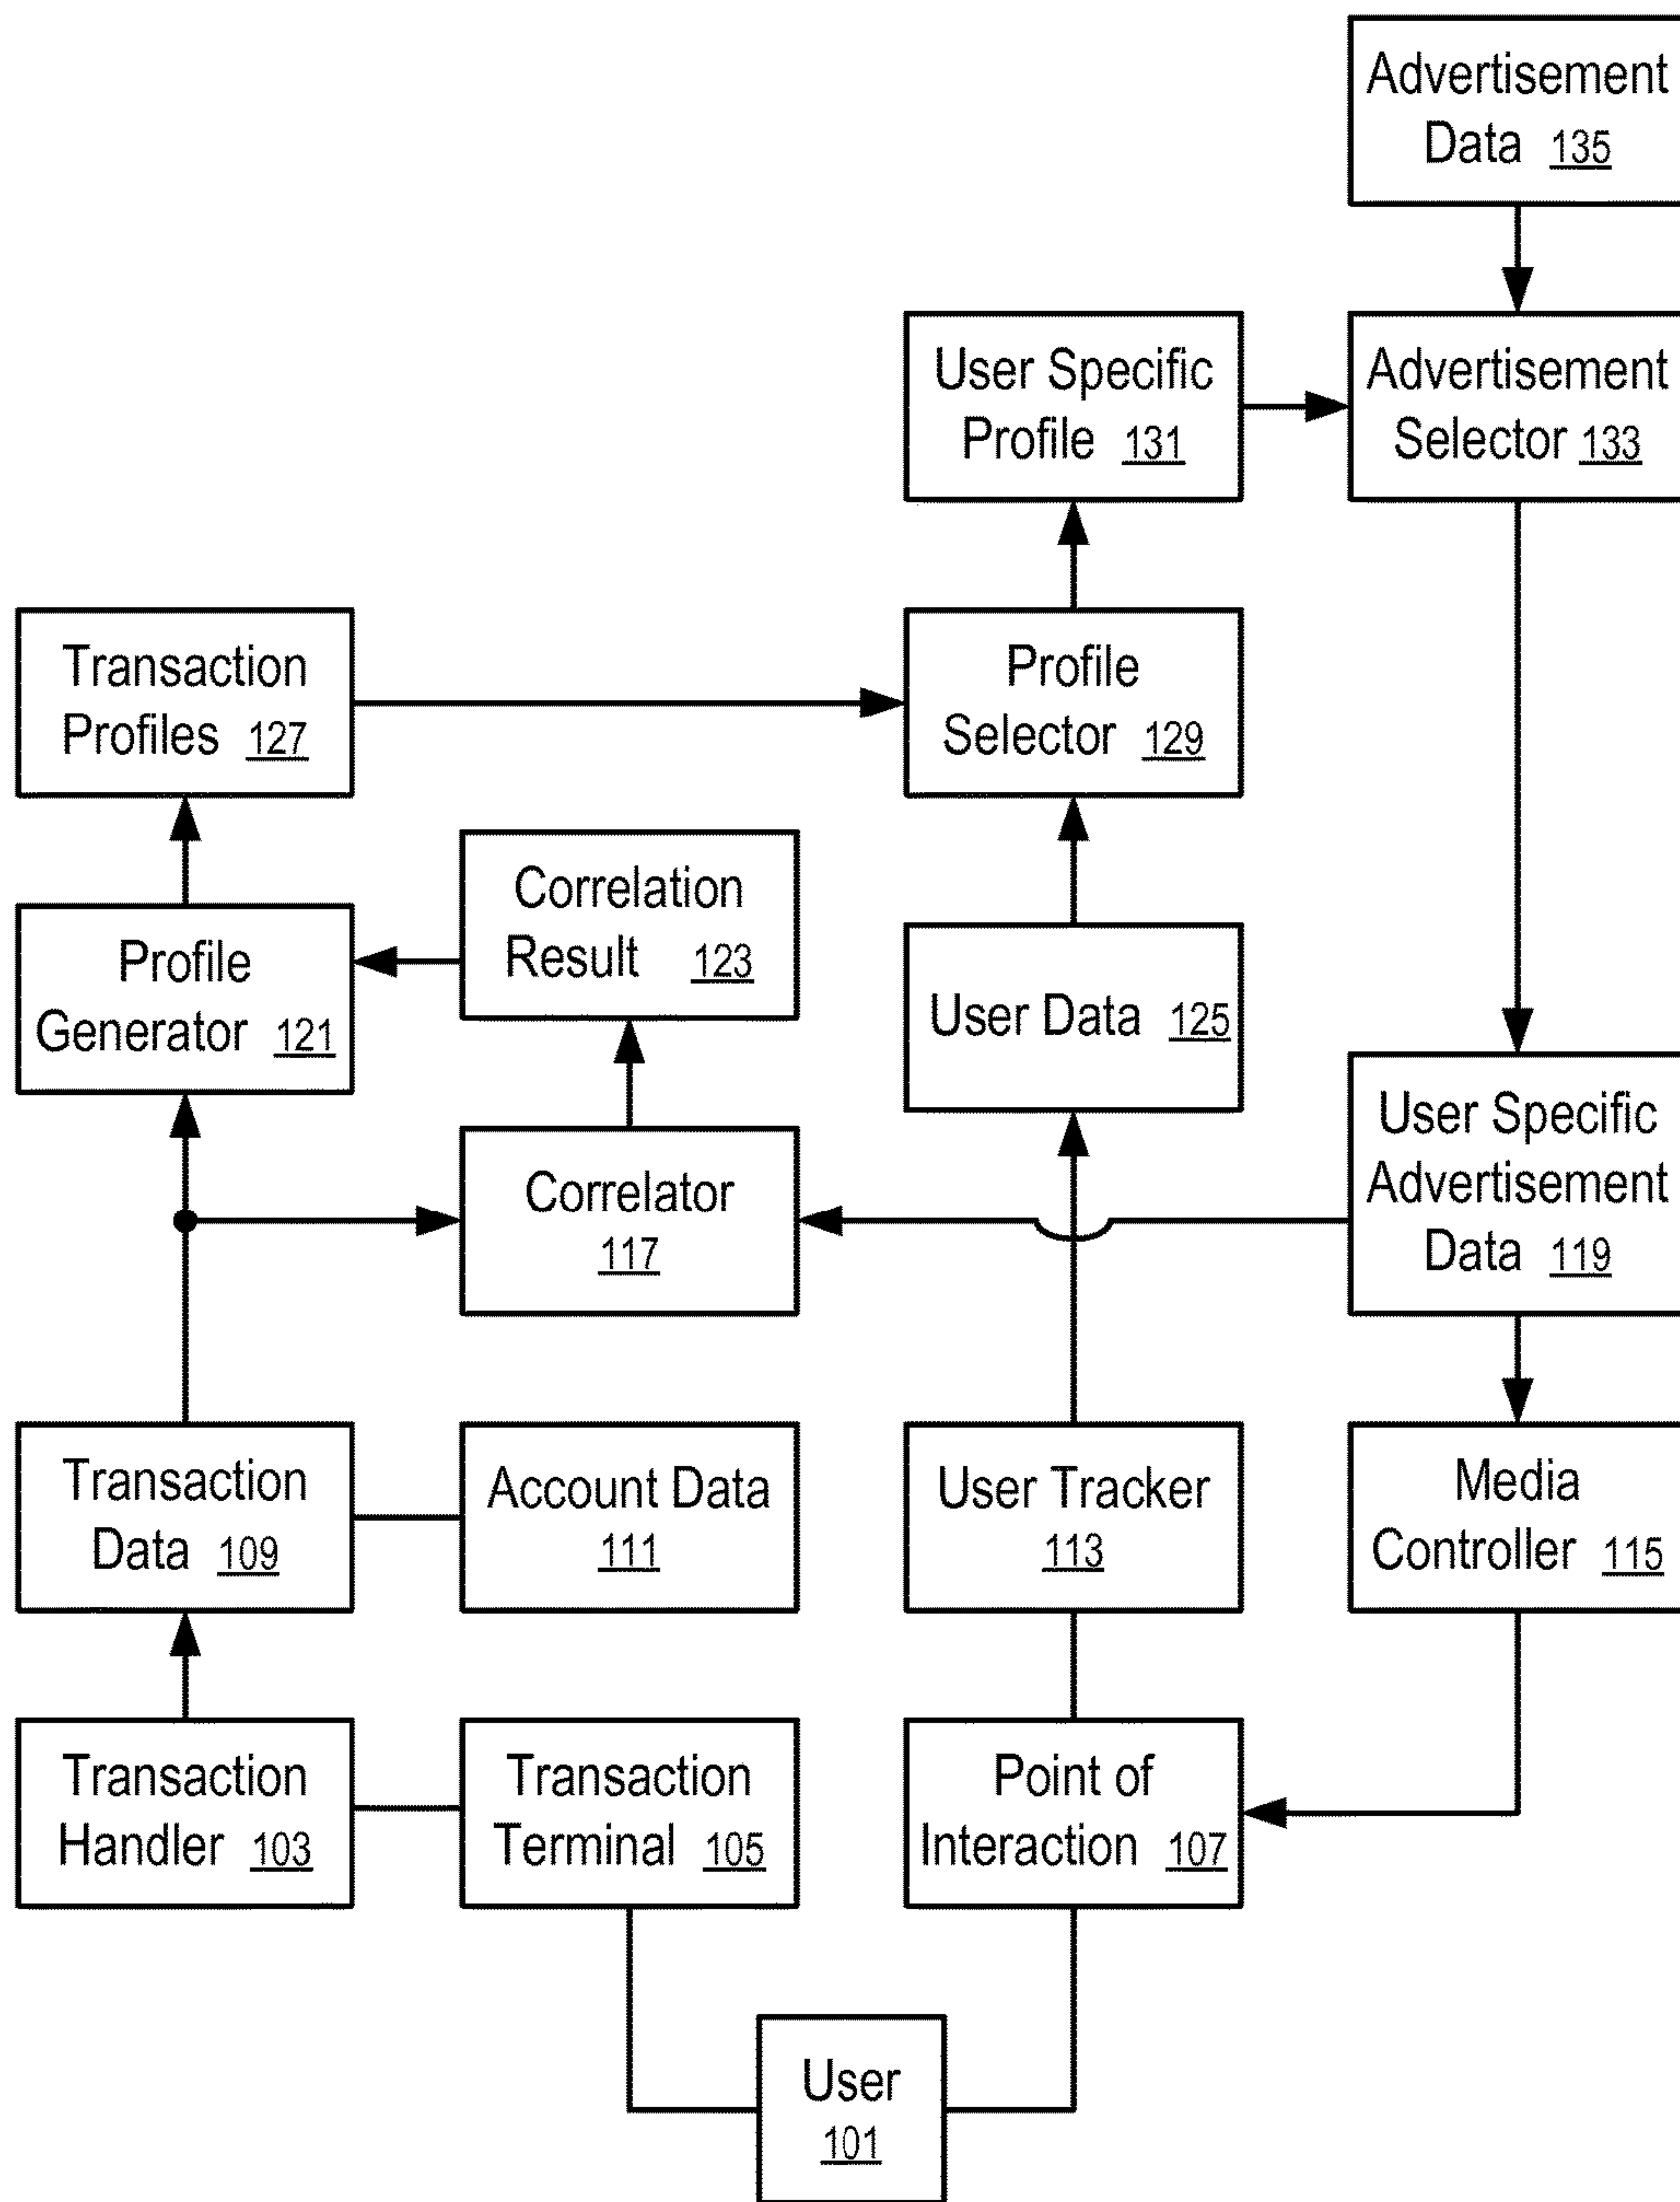 Advertisement
Data 135
User Specific
Profile 131
Advertisement
Selector 133
Transaction
Profiles 127
Profile
Selector 129
Correlation
Result 123
Profile
Generator 121
User Data 125
User Specific
Advertisement
Data 119
Correlator
117
Transaction
Data 109
Account Data
111
User Tracker
113
Media
Controller 115
Transaction
Handler 103
Transaction
Terminal 105
Point of
Interaction 107
User
101